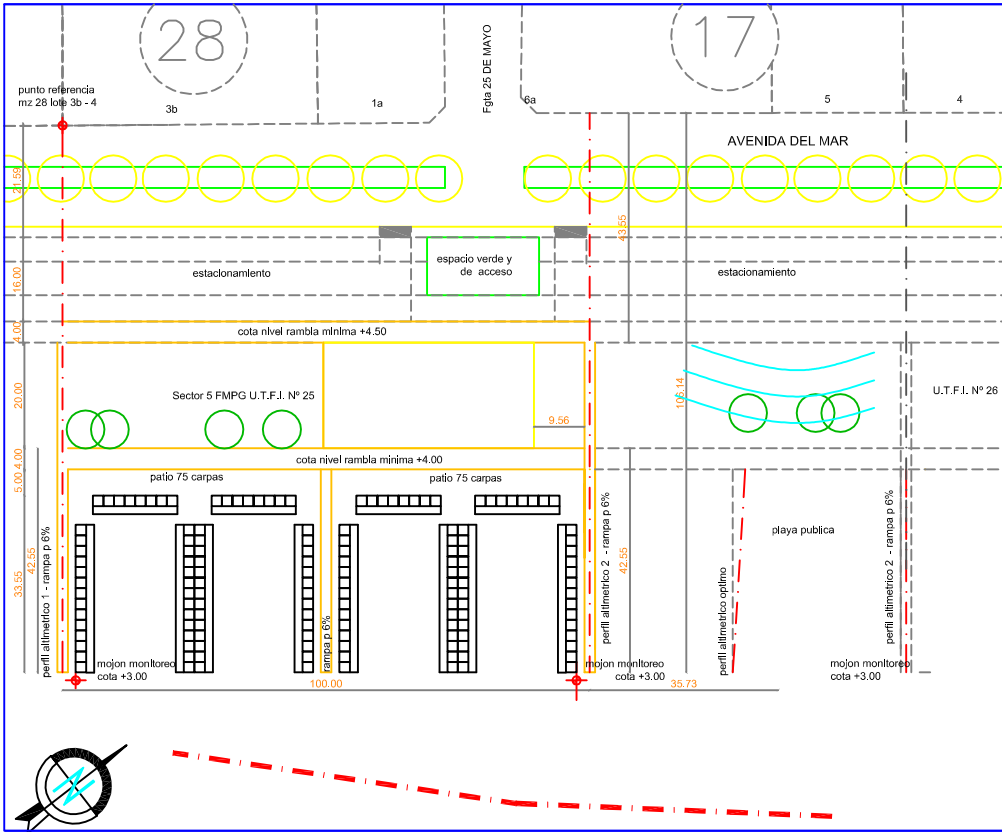 28
17
punto referencia
mz 28 lote 3b - 4
3b
1a
Fgta 25 DE MAYO
6a
5
4
AVENIDA DEL MAR
21.59
43.55
espacio verde y
de acceso
estacionamiento
estacionamiento
16.00
4.00
cota nivel rambla minima +4.50
20.00
Sector 5 FMPG U.T.F.I. Nº 25
9.56
106.14
U.T.F.I. Nº 26
4.00
5.00
cota nivel rambla minima +4.00
patio 75 carpas
patio 75 carpas
33.55
42.55
perfil altimetrico 1 - rampa p 6%
rampa p 6%
perfil altimetrico 2 - rampa p 6%
42.55
playa publica
perfil altimetrico optimo
perfil altimetrico 2 - rampa p 6%
mojon monitoreo
cota +3.00
mojon monitoreo
cota +3.00
mojon monitoreo
cota +3.00
100.00
35.73